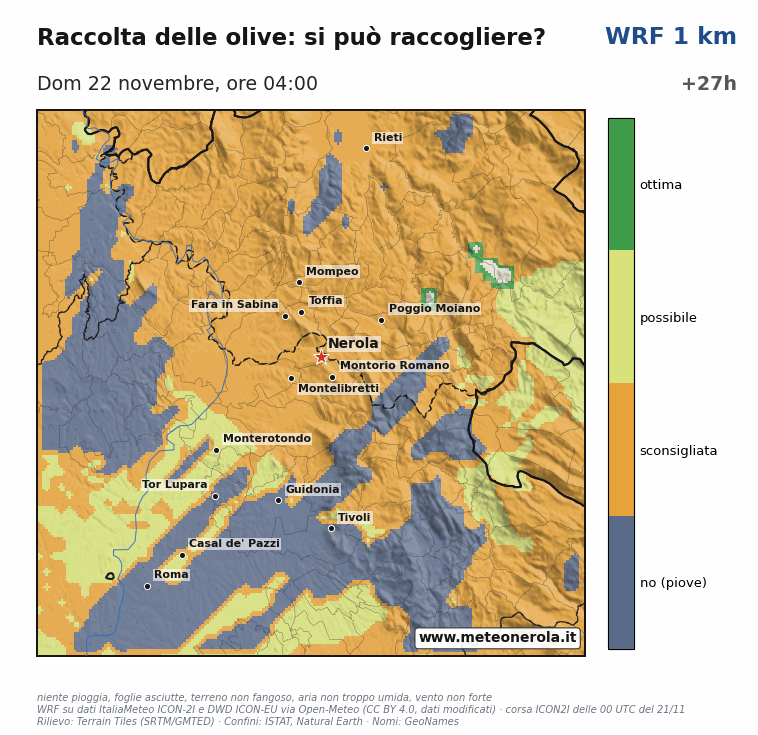 Raccolta delle olive: si può raccogliere?
WRF 1 km
Dom 22 novembre, ore 04:00
+27h
Rieti
Mompeo
Toffia
Fara in Sabina
Poggio Moiano
Nerola
Montorio Romano
Montelibretti
Monterotondo
Tor Lupara
Guidonia
Tivoli
Casal de' Pazzi
Roma
www.meteonerola.it
ottima
possibile
sconsigliata
no (piove)
niente pioggia, foglie asciutte, terreno non fangoso, aria non troppo umida, vento non forte
WRF su dati ItaliaMeteo ICON-2I e DWD ICON-EU via Open-Meteo (CC BY 4.0, dati modificati) · corsa ICON2I delle 00 UTC del 21/11
Rilievo: Terrain Tiles (SRTM/GMTED) · Confini: ISTAT, Natural Earth · Nomi: GeoNames